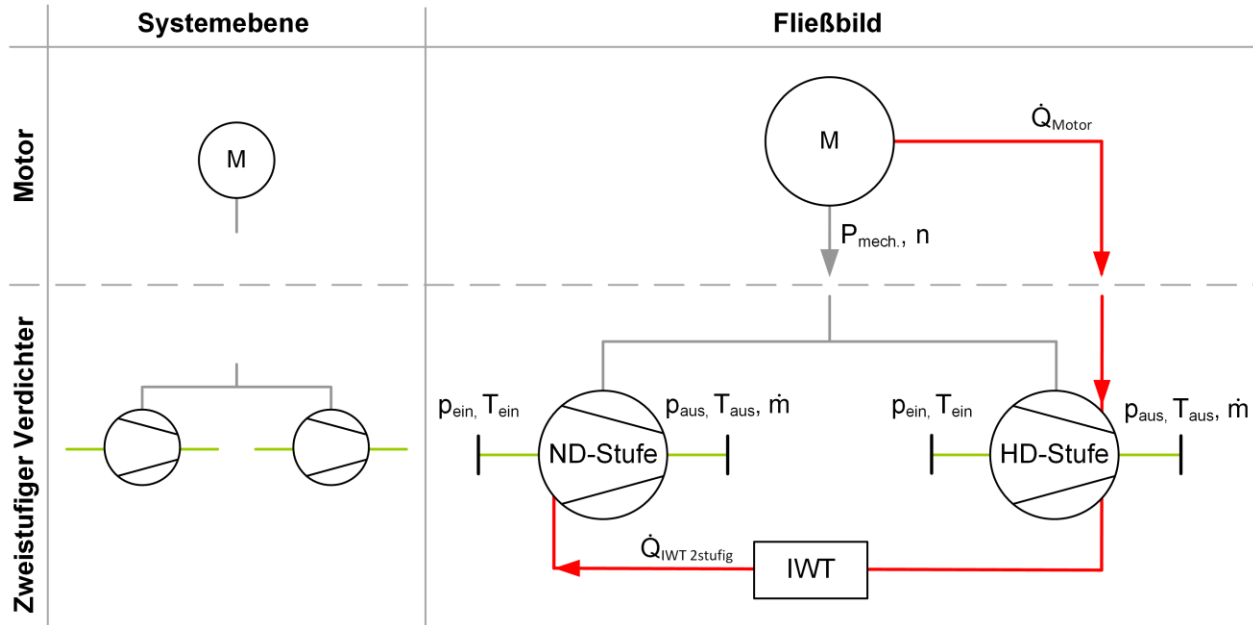 Systemebene
Fließbild
Motor
M
M
Q̇Motor
Pmech., n
Zweistufiger Verdichter
pein, Tein
paus, Taus, ṁ
pein, Tein
paus, Taus, ṁ
ND-Stufe
HD-Stufe
Q̇IWT 2stufig
IWT